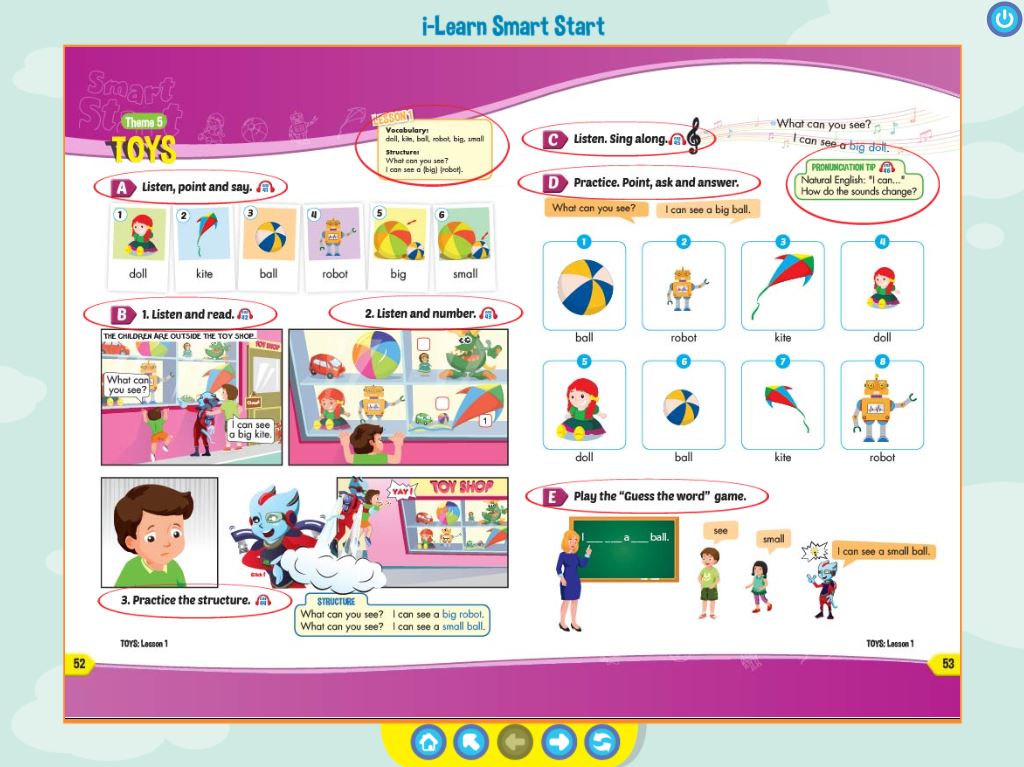 i-Learn Smart Start
Smart
Start
Theme 5
TOYS
LESSON 1
Vocabulary:
doll, kite, ball, robot, big, small
Structure:
What can you see?
I can see a (big) (robot).
A Listen, point and say.
1
doll
2
kite
3
ball
4
robot
5
big
6
small
B 1. Listen and read.
THE CHILDREN ARE OUTSIDE THE TOY SHOP.
TOY SHOP
What can
you see?
I can see
a big kite.
2. Listen and number.
1
YAY!
TOY SHOP
3. Practice the structure.
STRUCTURE
What can you see? I can see a big robot.
What can you see? I can see a small ball.
TOYS: Lesson 1
52
C Listen. Sing along.
What can you see?
I can see a big doll.
PRONUNCIATION TIP
Natural English: "I can..."
How do the sounds change?
D Practice. Point, ask and answer.
What can you see?
I can see a big ball.
1
ball
2
robot
3
kite
4
doll
5
doll
6
ball
7
kite
8
robot
E Play the "Guess the word" game.
I ___ ___ a ___ ball.
see
small
I can see a small ball.
TOYS: Lesson 1
53